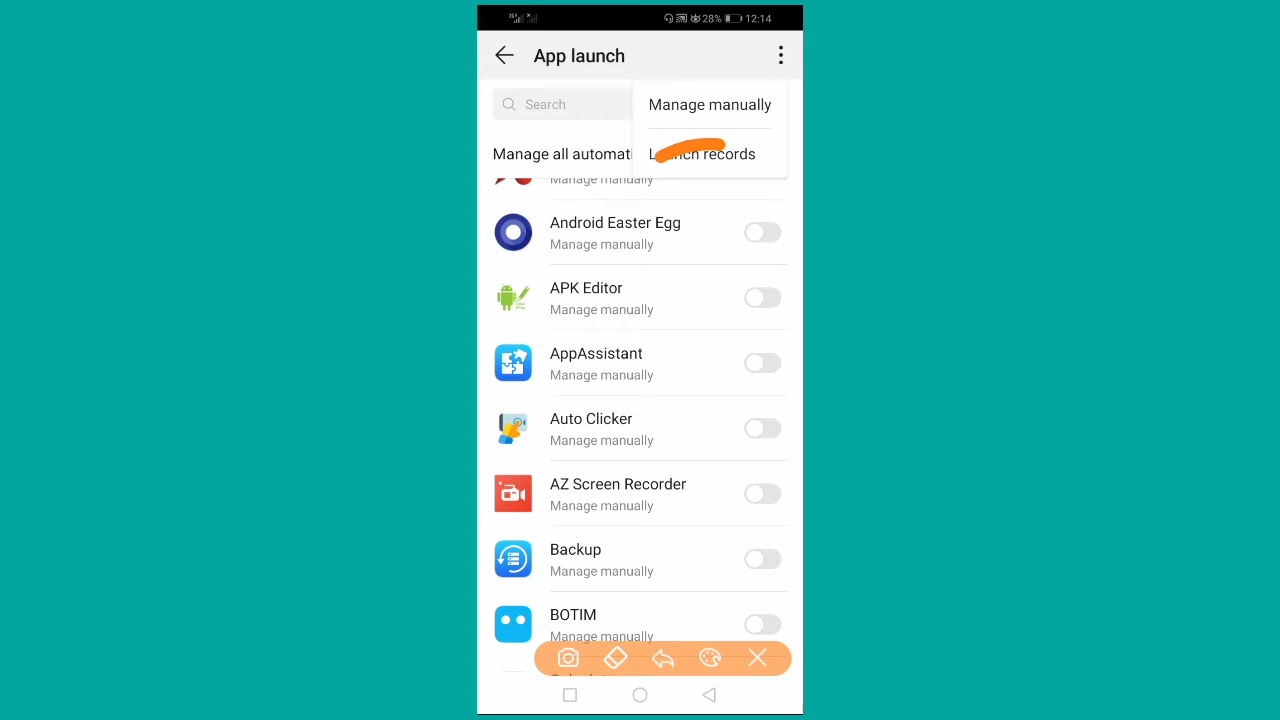 28% 12:14
App launch
Search
Manage manually
Manage all automati
Launch records
Manage manually
Android Easter Egg
Manage manually
APK Editor
Manage manually
AppAssistant
Manage manually
Auto Clicker
Manage manually
AZ Screen Recorder
Manage manually
Backup
Manage manually
BOTIM
Manage manually